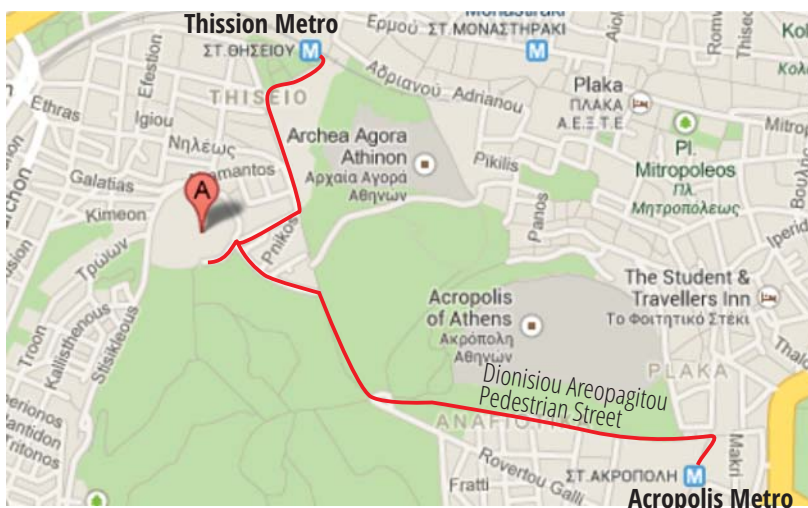 Thission Metro
ΣΤ.ΘΗΣΕΙΟΥ
M
Ερμού
ΣΤ.ΜΟΝΑΣΤΗΡΑΚΙ
M
Efestion
THISEIO
Αδριανού
Adrianou
Plaka
ΠΛΑΚΑ
Α.Ε.Ξ.Τ.Ε
Ethras
Igiou
Νηλέως
Archea Agora
Athinon
Αρχαία Αγορά
Αθηνών
Pikilis
Pl.
Mitropoleos
Πλ.
Μητροπόλεως
Galatias
A
Kimeon
Τρώων
Pnikos
Panos
The Student &
Travellers Inn
Το Φοιτητικό Στέκι
Acropolis
of Athens
Ακρόπολη
Αθηνών
Troon
Kallisthenous
Stisikleous
PLAKA
Dionisiou Areopagitou
Pedestrian Street
Makri
Rovertou Galli
Fratti
ΣΤ.ΑΚΡΟΠΟΛΗ
M
Acropolis Metro